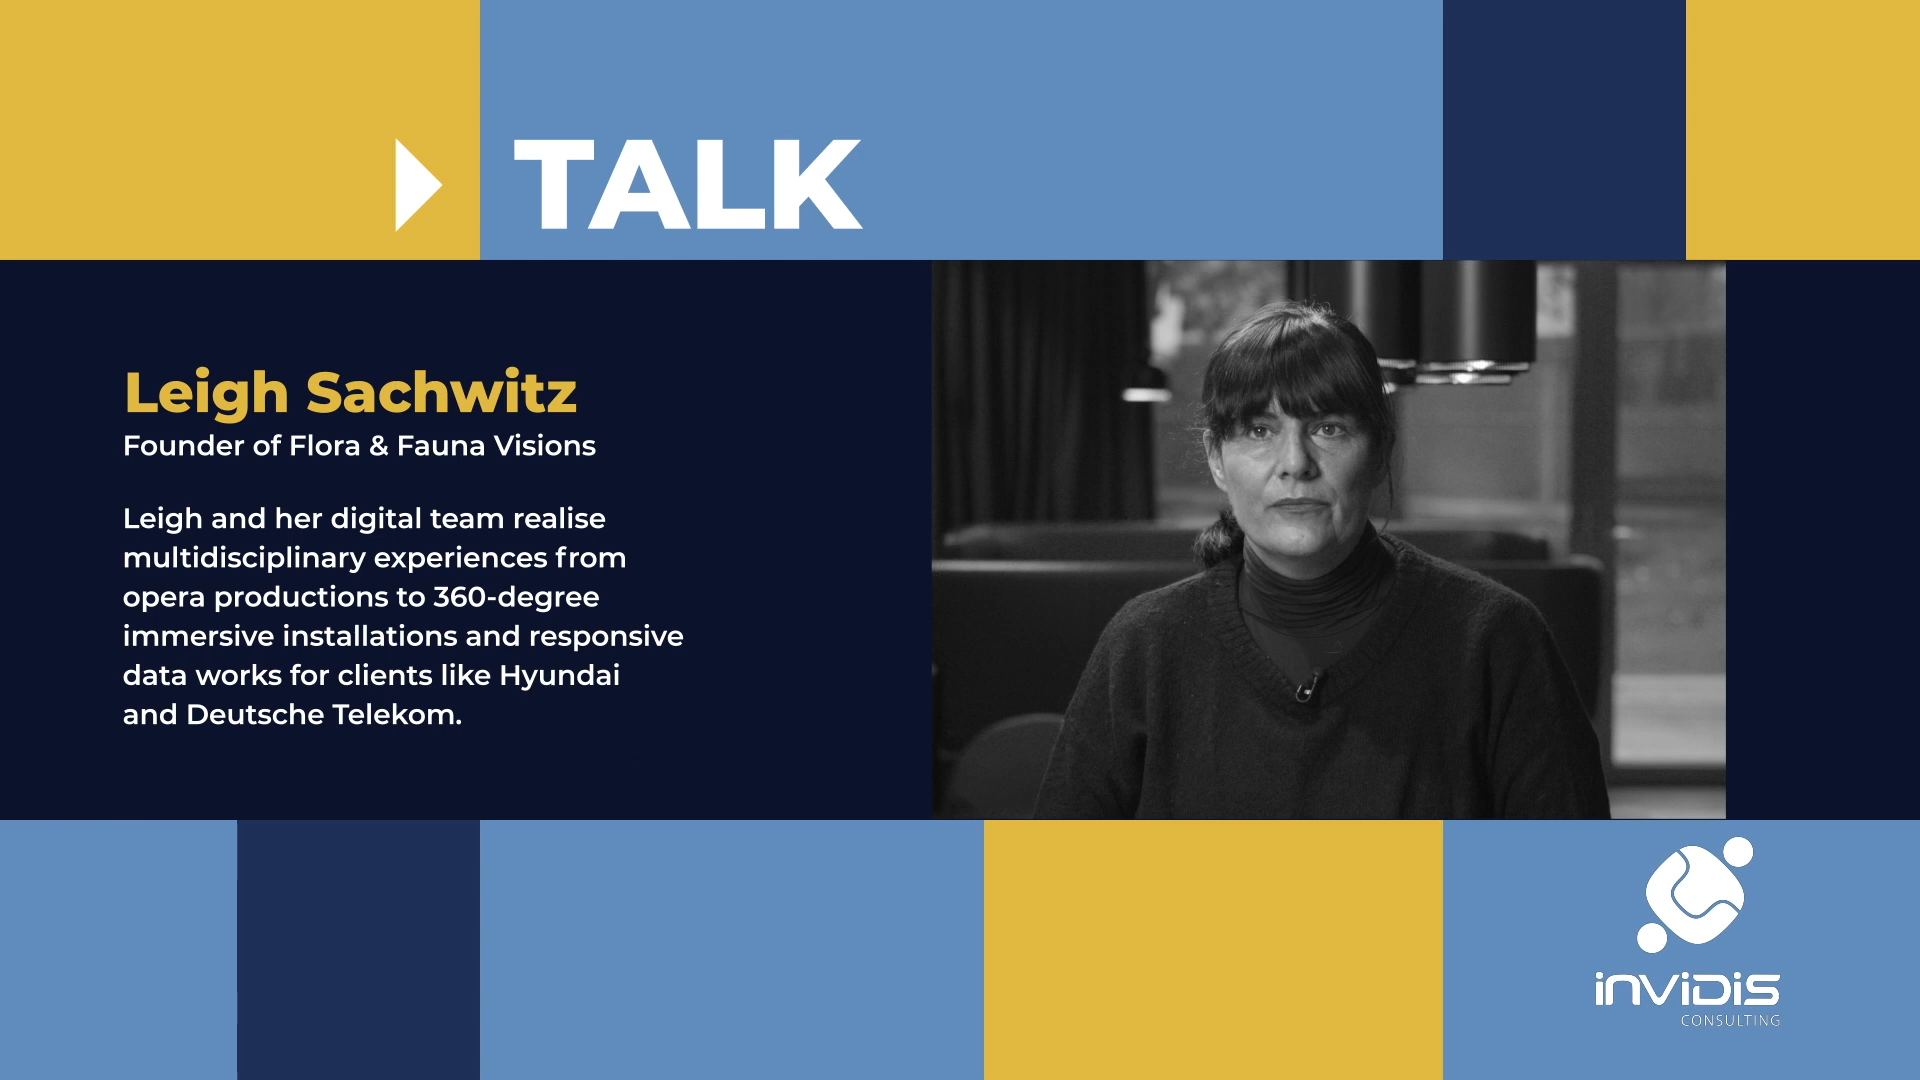 TALK
Leigh Sachwitz
Founder of Flora & Fauna Visions
Leigh and her digital team realise
multidisciplinary experiences from
opera productions to 360-degree
immersive installations and responsive
data works for clients like Hyundai
and Deutsche Telekom.
invidis
CONSULTING